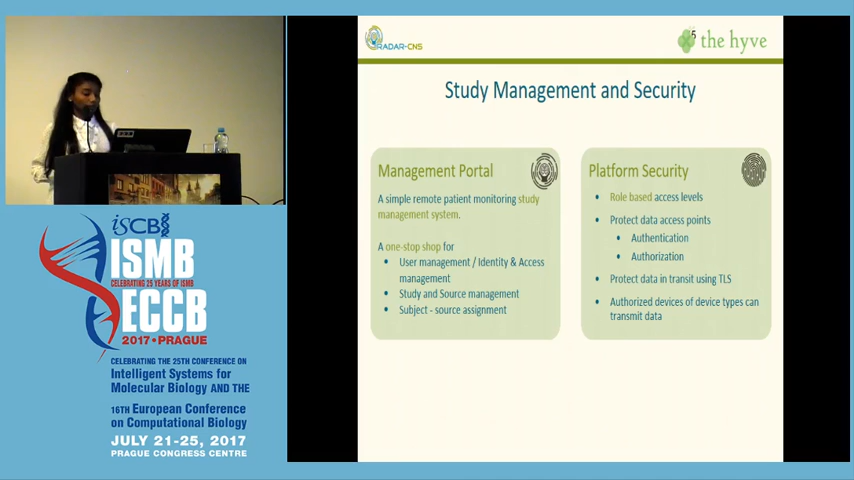 iSCB
ISMB
CELEBRATING 25 YEARS OF ISMB
ECCB
2017 • PRAGUE
CELEBRATING THE 25TH CONFERENCE ON
Intelligent Systems for
Molecular Biology AND THE
16TH European Conference
on Computational Biology
JULY 21-25, 2017
PRAGUE CONGRESS CENTRE
RADAR-CNS
5
the hyve
Study Management and Security
Management Portal
A simple remote patient monitoring study
management system.
A one-stop shop for
• User management / Identity & Access
management
• Study and Source management
• Subject - source assignment
Platform Security
• Role based access levels
• Protect data access points
• Authentication
• Authorization
• Protect data in transit using TLS
• Authorized devices of device types can
transmit data